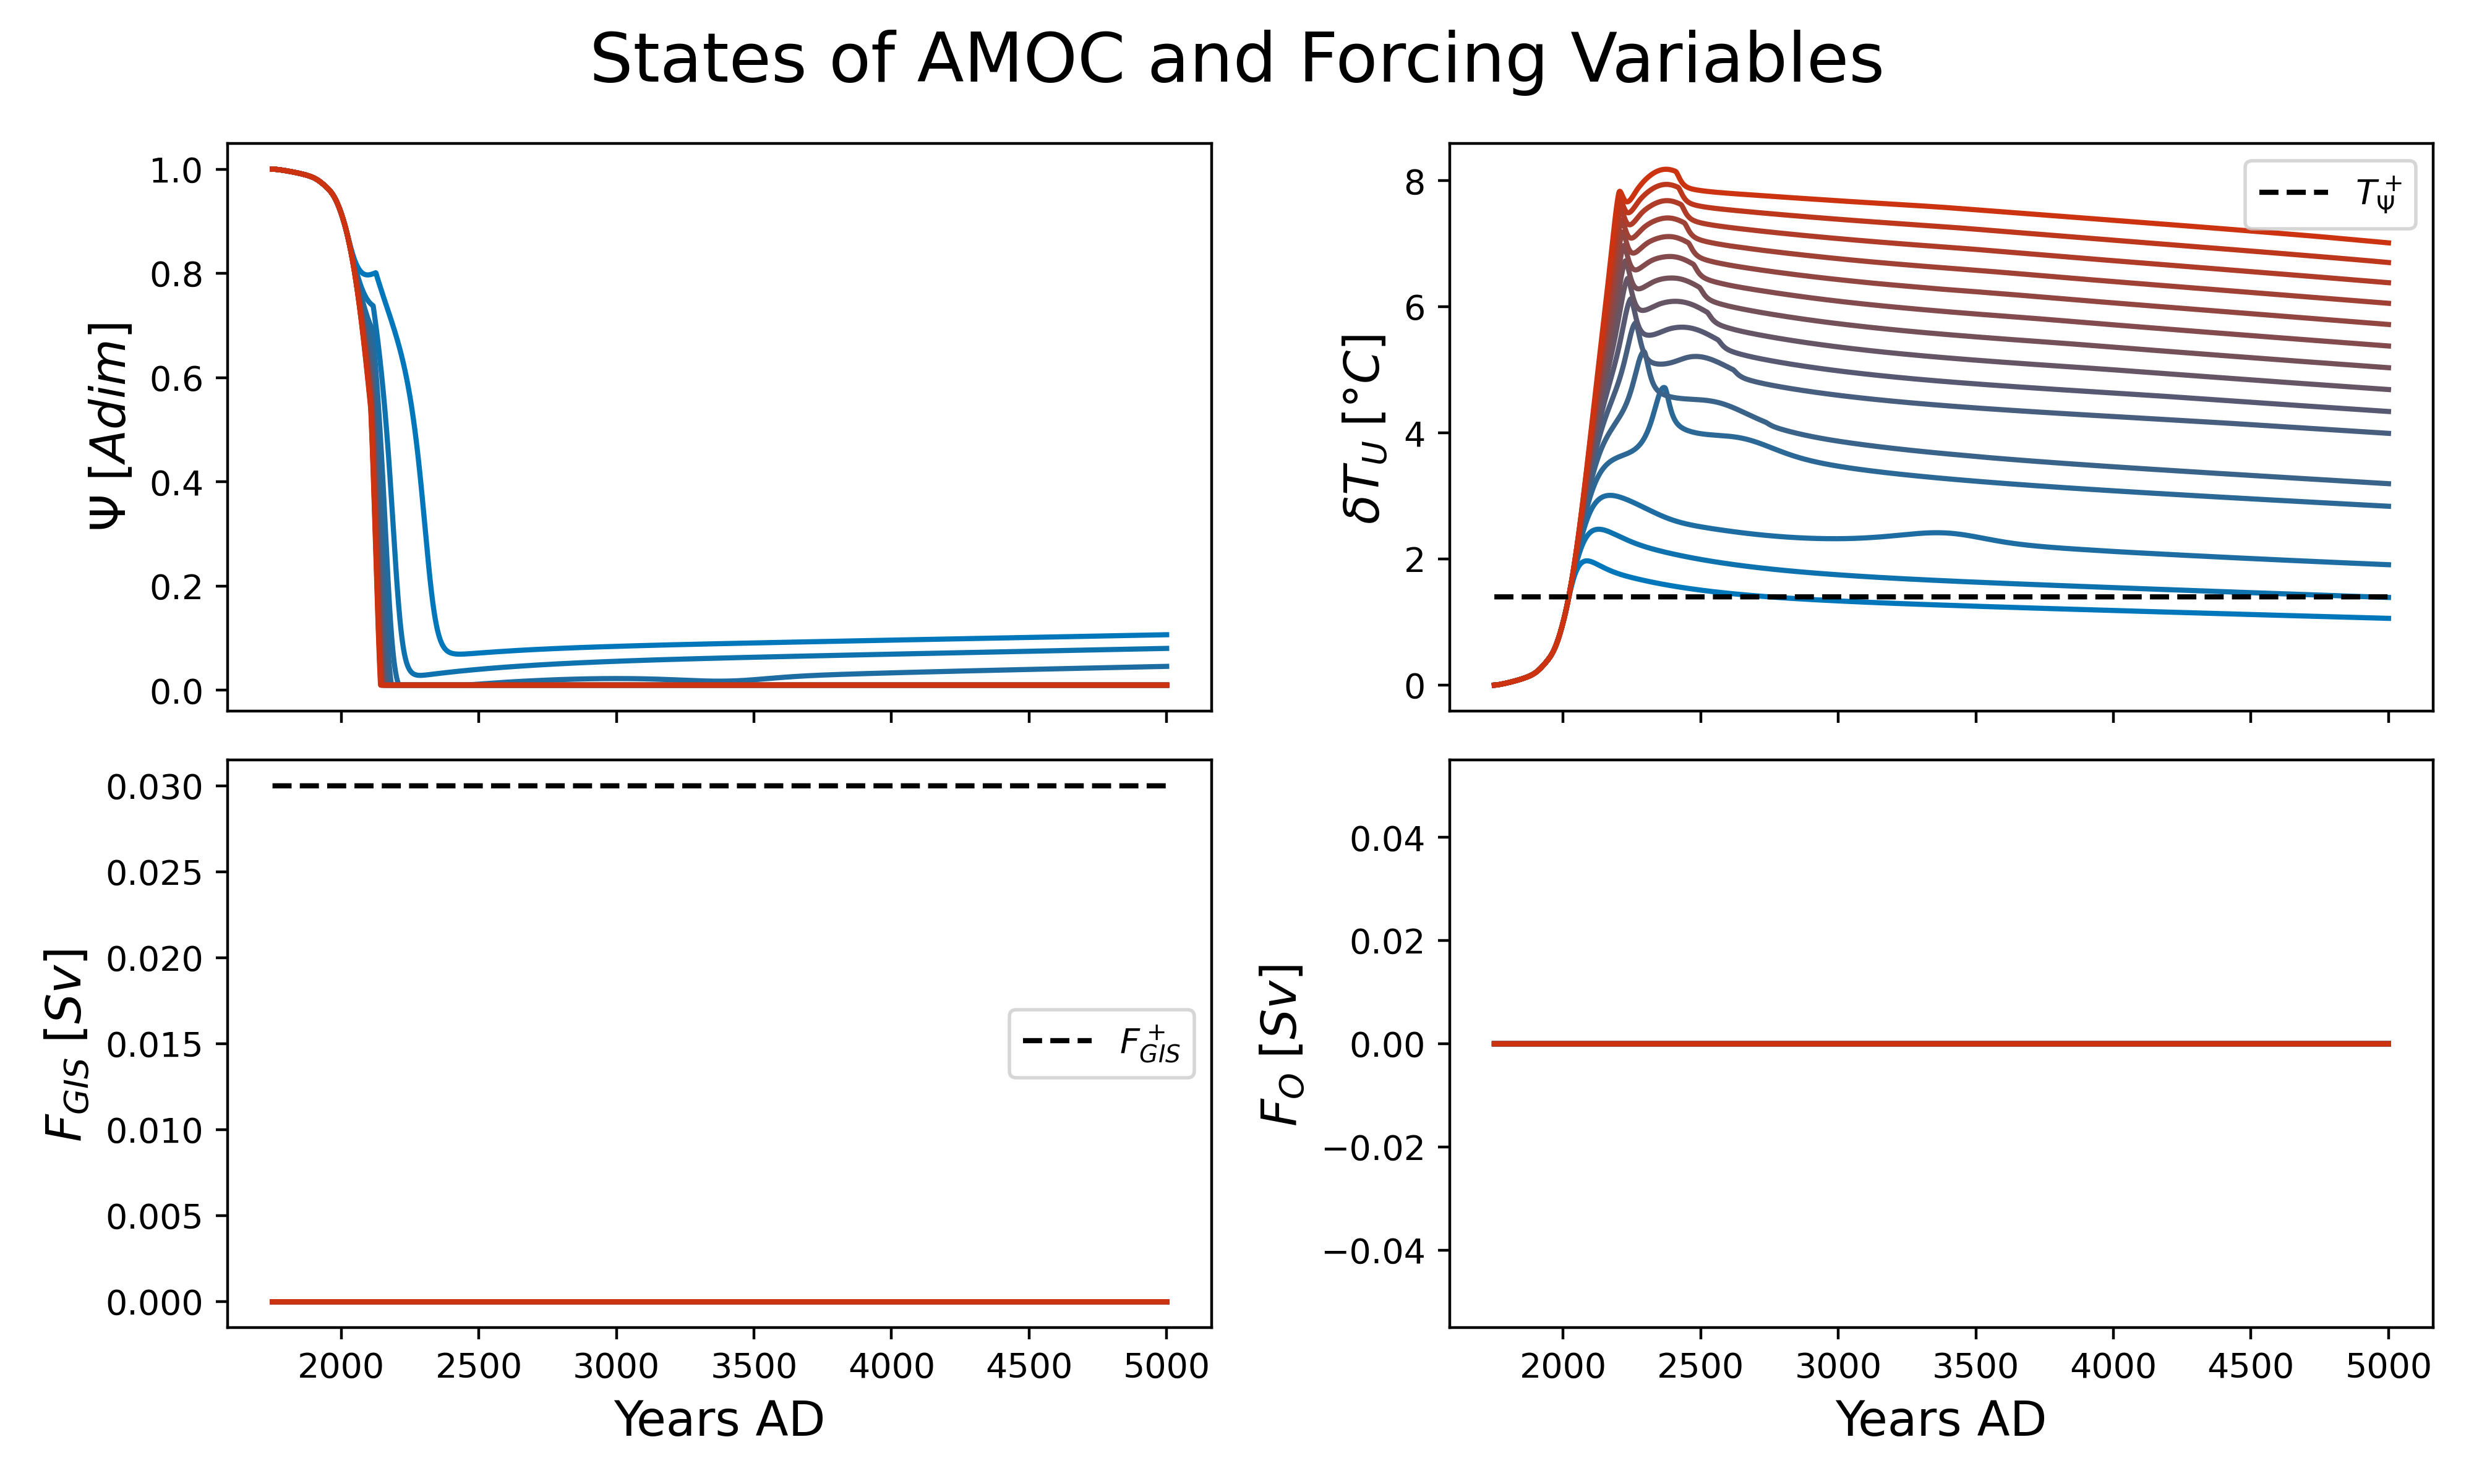 States of AMOC and Forcing Variables
Ψ [Adim]
1.0
0.8
0.6
0.4
0.2
0.0
δT_U [°C]
8
6
4
2
0
T_Ψ^+
F_GIS [Sv]
0.030
0.025
0.020
0.015
0.010
0.005
0.000
F_GIS^+
2000 2500 3000 3500 4000 4500 5000
Years AD
F_O [Sv]
0.04
0.02
0.00
−0.02
−0.04
2000 2500 3000 3500 4000 4500 5000
Years AD